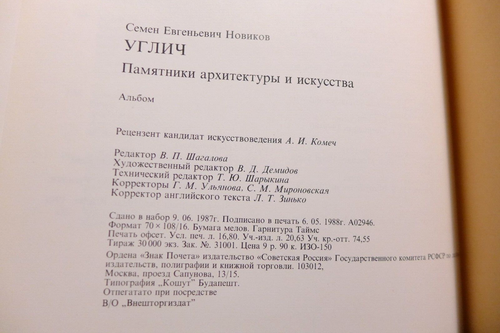 Семен Евгеньевич Новиков
УГЛИЧ
Памятники архитектуры и искусства
Альбом
Рецензент кандидат искусствоведения А. И. Комеч
Редактор В. П. Шагалова
Художественный редактор В. Д. Демидов
Технический редактор Т. Ю. Шарыкина
Корректоры Г. М. Ульянова, С. М. Мироновская
Корректор английского текста Л. Т. Зинько
Сдано в набор 9. 06. 1987г. Подписано в печать 6. 05. 1988г. А02946.
Формат 70 × 108/16. Бумага мелов. Гарнитура Таймс
Печать офсет. Усл. печ. л. 16,80. Уч.-изд. л. 20,63 Уч. кр.-отт. 74,55
Тираж 30 000 экз. Зак. №. 31001. Цена 9 р. 90 к. ИЗО-150
Ордена „Знак Почета» издательство «Советская Россия» Государственного комитета РСФСР по
издательств, полиграфии и книжной торговли. 103012,
Москва, проезд Сапунова, 13/15.
Типография „Кошут" Будапешт.
Отпегатато при посредстве
В/О „Внешторгиздат"